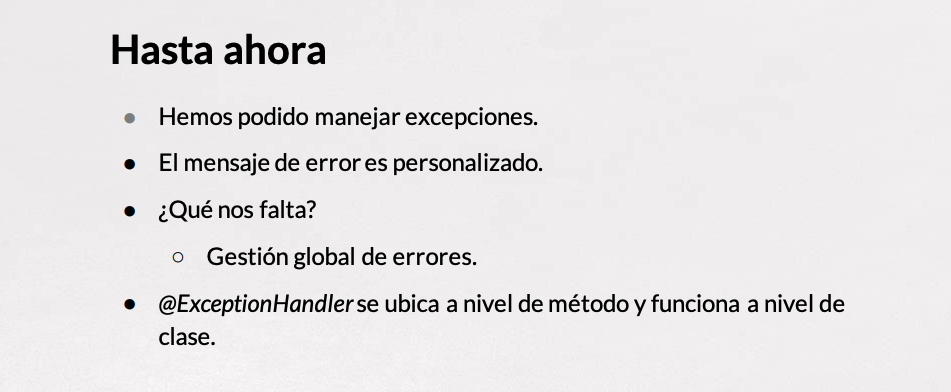 Hasta ahora
Hemos podido manejar excepciones.
El mensaje de error es personalizado.
¿Qué nos falta?
Gestión global de errores.
@ExceptionHandler se ubica a nivel de método y funciona a nivel de
clase.